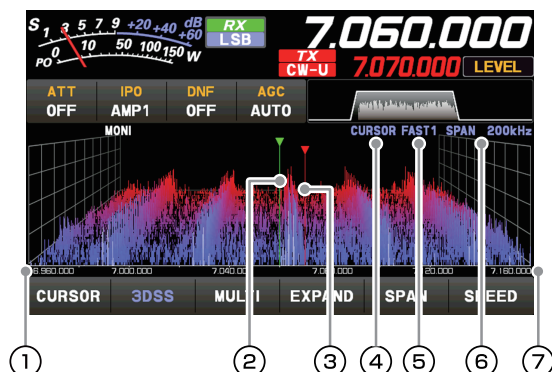 S 1 3 5 7 9 +20 +40 +60 dB
PO 0 10 50 100 150 W
RX
LSB
7.060.000
TX
CW-U
7.070.000
LEVEL
ATT IPO DNF AGC
OFF AMP1 OFF AUTO
MONI
CURSOR FAST1 SPAN 200kHz
7.000.000 7.160.000
CURSOR 3DSS MULTI EXPAND SPAN SPEED
1 2 3 4 5 6 7